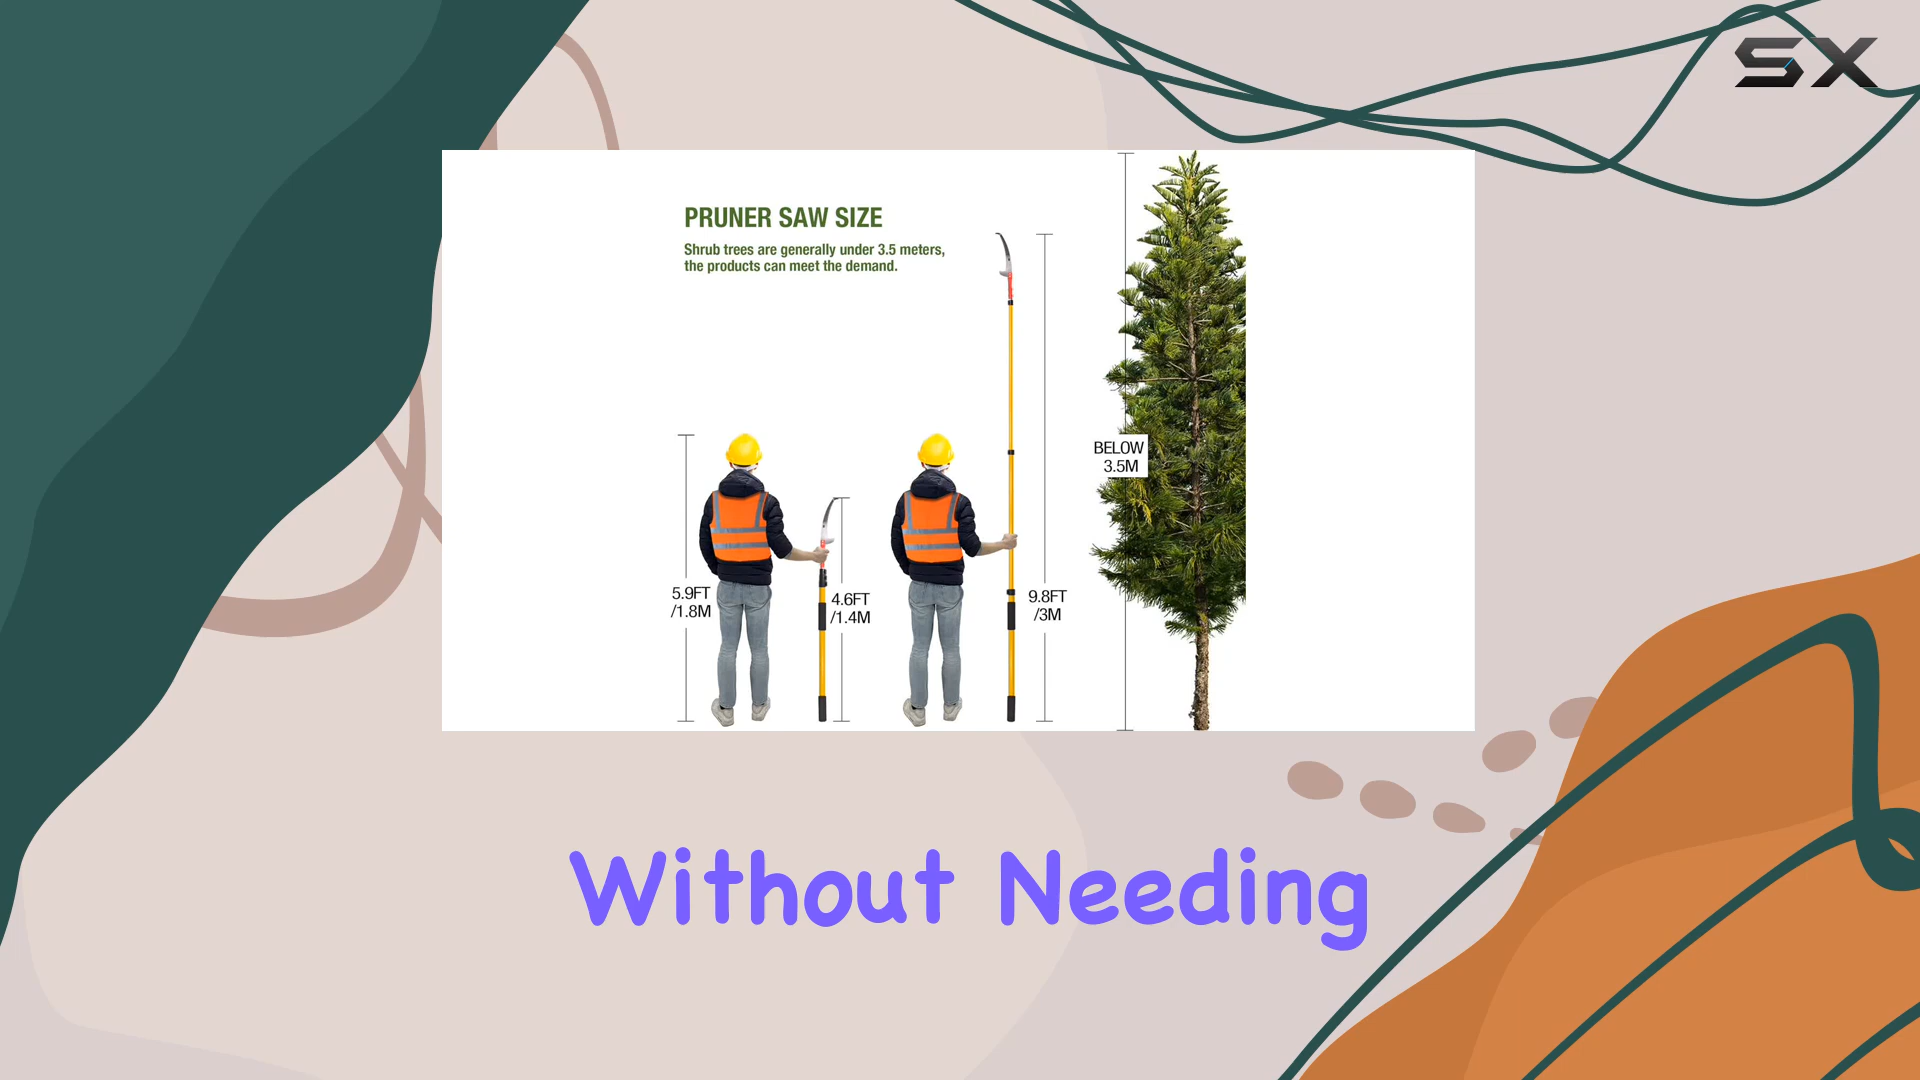 SX
PRUNER SAW SIZE
Shrub trees are generally under 3.5 meters,
the products can meet the demand.
BELOW
3.5M
5.9FT
/1.8M
4.6FT
/1.4M
9.8FT
/3M
Without Needing